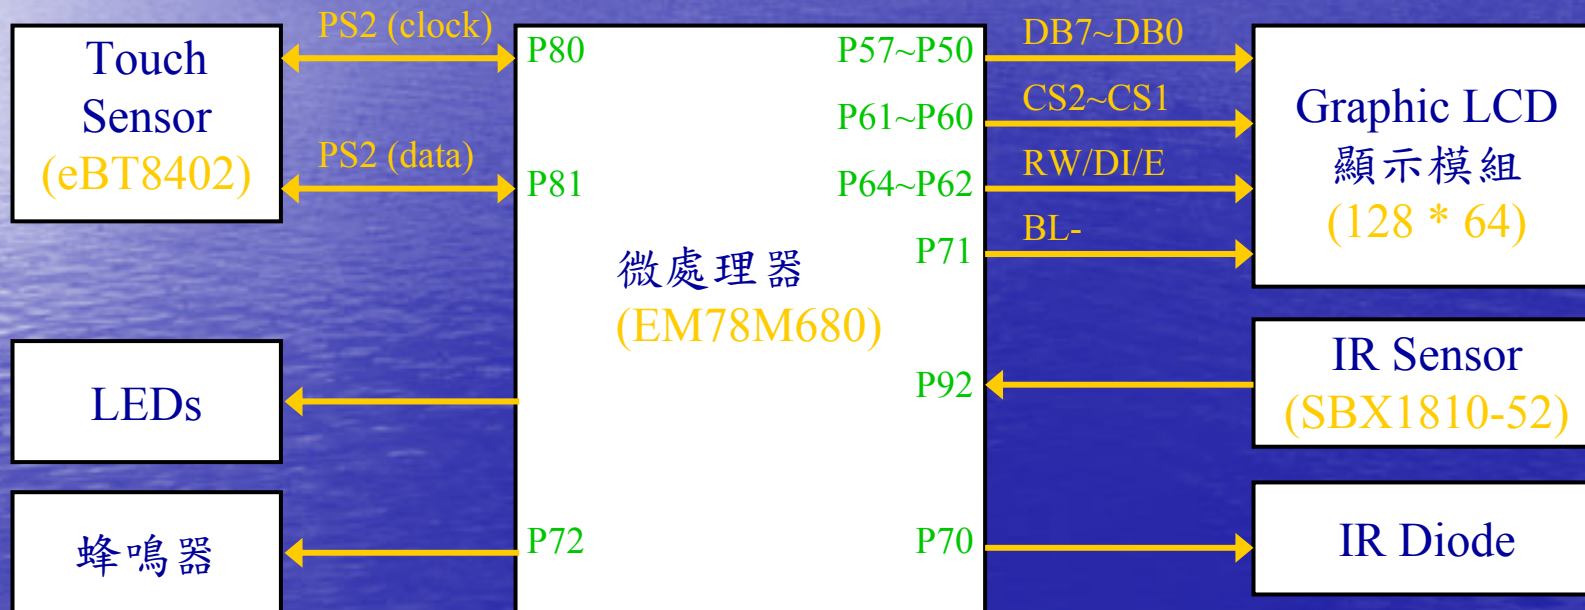 Touch
Sensor
(eBT8402)
PS2 (clock)
PS2 (data)
LEDs
蜂鳴器
P80
P81
P72
微處理器
(EM78M680)
P57~P50
P61~P60
P64~P62
P71
P92
P70
DB7~DB0
CS2~CS1
RW/DI/E
BL-
Graphic LCD
顯示模組
(128 * 64)
IR Sensor
(SBX1810-52)
IR Diode